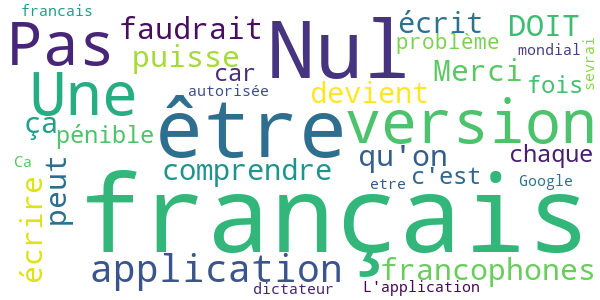 francais
Pas
faudrait
Nul
écrit
DOIT
puisse
car
problème
mondial
sevrai
Une
autorisée
devient
Merci
fois
ça
pénible
être
version
comprendre
qu'on
chaque
Ca
peut
etre
c'est
Google
écrire
français
application
francophones
dictateur
L'application